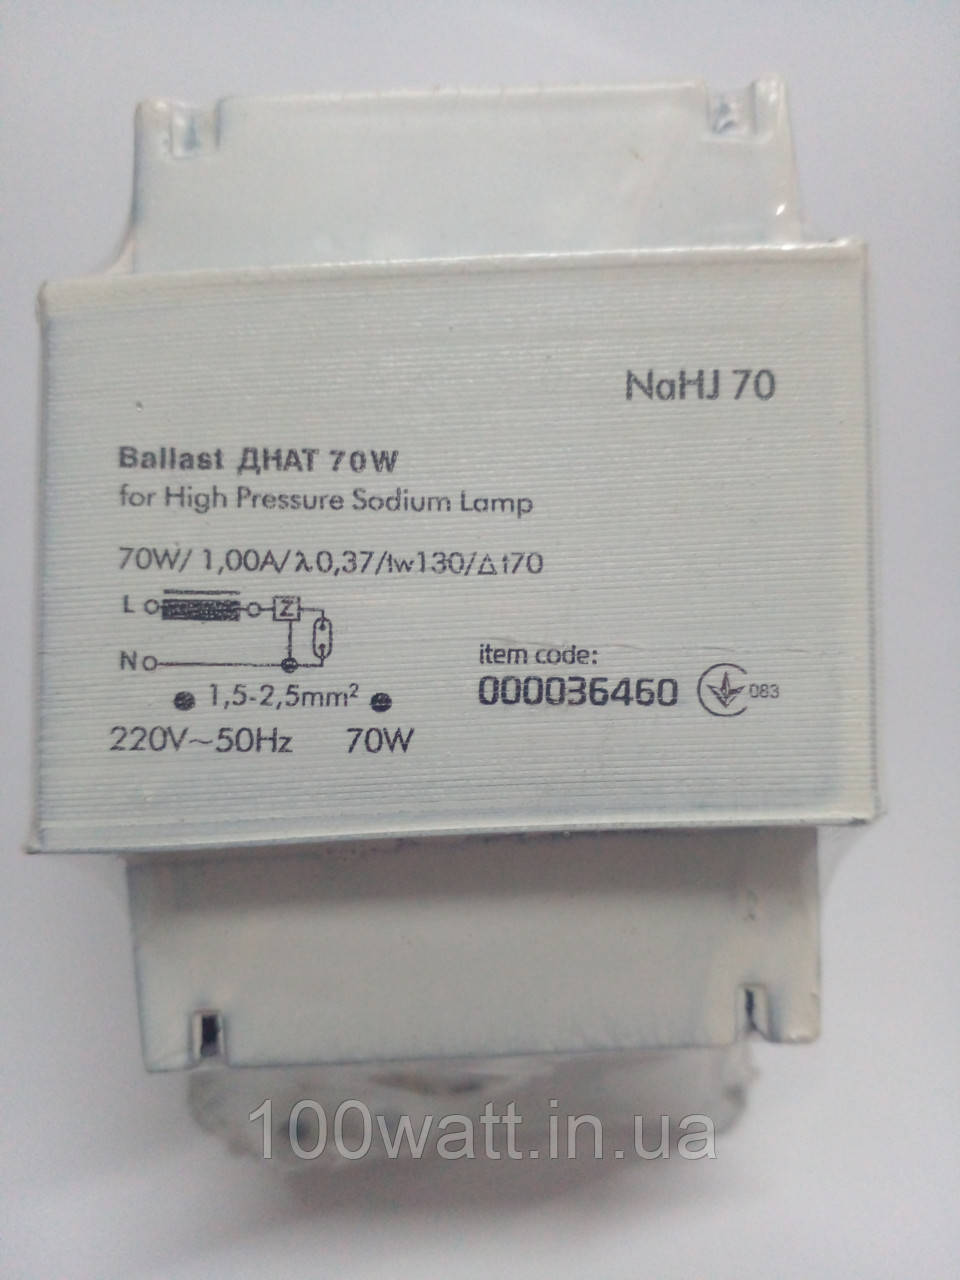 NaHJ 70
Ballast ДНАТ 70W
for High Pressure Sodium Lamp
70W/ 1,00A/λ0,37/tw130/Δt70
L Z
N
1,5-2,5mm²
220V~50Hz 70W
item code:
000036460 083
100watt.in.ua